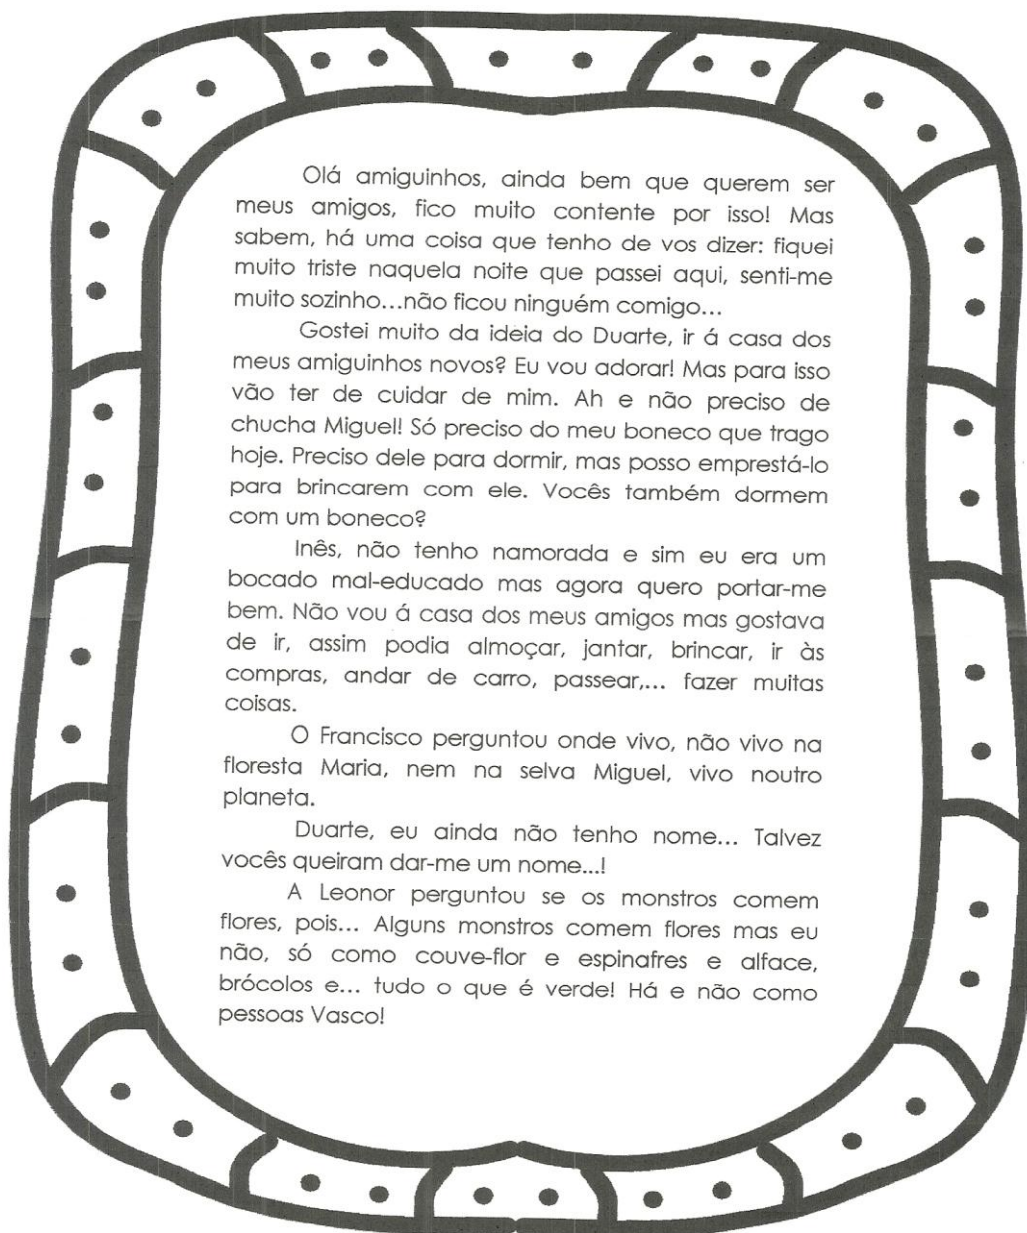 Olá amiguinhos, ainda bem que querem ser
meus amigos, fico muito contente por isso! Mas
sabem, há uma coisa que tenho de vos dizer: fiquei
muito triste naquela noite que passei aqui, senti-me
muito sozinho...não ficou ninguém comigo...
Gostei muito da ideia do Duarte, ir á casa dos
meus amiguinhos novos? Eu vou adorar! Mas para isso
vão ter de cuidar de mim. Ah e não preciso de
chucha Miguel! Só preciso do meu boneco que trago
hoje. Preciso dele para dormir, mas posso emprestá-lo
para brincarem com ele. Vocês também dormem
com um boneco?
Inês, não tenho namorada e sim eu era um
bocado mal-educado mas agora quero portar-me
bem. Não vou á casa dos meus amigos mas gostava
de ir, assim podia almoçar, jantar, brincar, ir às
compras, andar de carro, passear,... fazer muitas
coisas.
O Francisco perguntou onde vivo, não vivo na
floresta Maria, nem na selva Miguel, vivo noutro
planeta.
Duarte, eu ainda não tenho nome... Talvez
vocês queiram dar-me um nome...!
A Leonor perguntou se os monstros comem
flores, pois... Alguns monstros comem flores mas eu
não, só como couve-flor e espinafres e alface,
brócolos e... tudo o que é verde! Há e não como
pessoas Vasco!